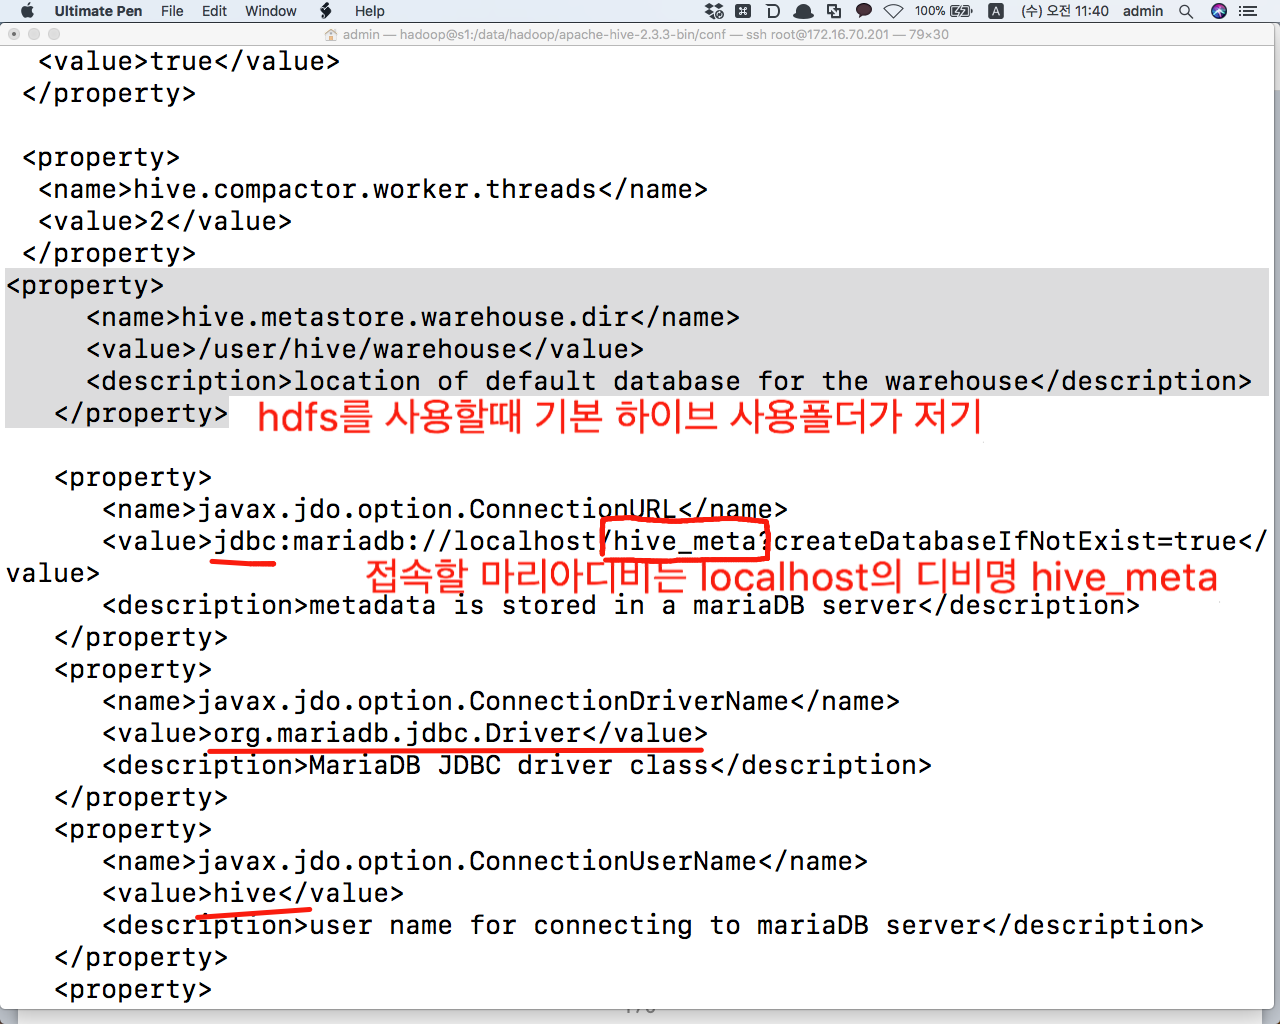 Ultimate Pen File Edit Window Help 100% A (수) 오전 11:40 admin
admin — hadoop@s1:/data/hadoop/apache-hive-2.3.3-bin/conf — ssh root@172.16.70.201 — 79×30
<value>true</value>
</property>
<property>
<name>hive.compactor.worker.threads</name>
<value>2</value>
</property>
<property>
<name>hive.metastore.warehouse.dir</name>
<value>/user/hive/warehouse</value>
<description>location of default database for the warehouse</description>
</property>
hdfs를 사용할때 기본 하이브 사용폴더가 저기
<property>
<name>javax.jdo.option.ConnectionURL</name>
<value>jdbc:mariadb://localhost/hive_meta?createDatabaseIfNotExist=true</
value>
접속할 마리아디비는 localhost의 디비명 hive_meta
<description>metadata is stored in a mariaDB server</description>
</property>
<property>
<name>javax.jdo.option.ConnectionDriverName</name>
<value>org.mariadb.jdbc.Driver</value>
<description>MariaDB JDBC driver class</description>
</property>
<property>
<name>javax.jdo.option.ConnectionUserName</name>
<value>hive</value>
<description>user name for connecting to mariaDB server</description>
</property>
<property>